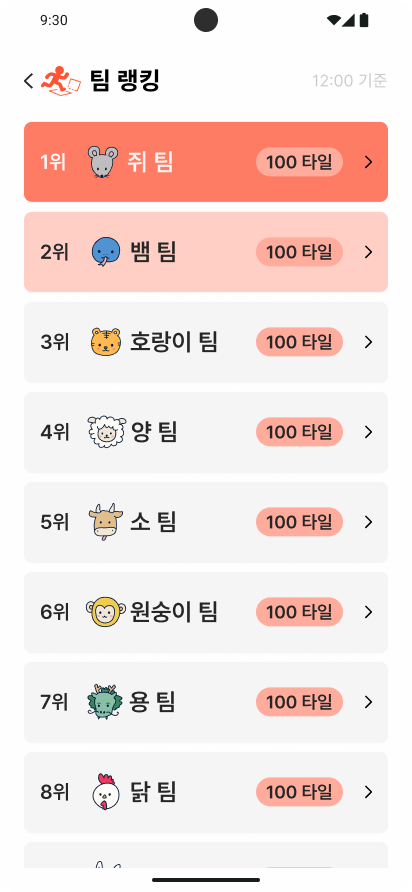 9:30
팀 랭킹
12:00 기준
1위 쥐 팀 100 타일
2위 뱀 팀 100 타일
3위 호랑이 팀 100 타일
4위 양 팀 100 타일
5위 소 팀 100 타일
6위 원숭이 팀 100 타일
7위 용 팀 100 타일
8위 닭 팀 100 타일